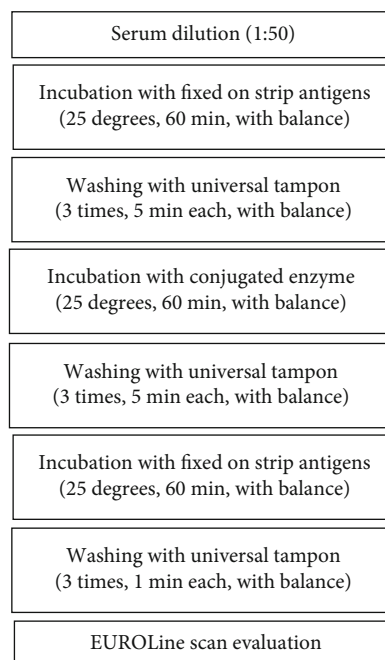 Serum dilution (1:50)
Incubation with fixed on strip antigens
(25 degrees, 60 min, with balance)
Washing with universal tampon
(3 times, 5 min each, with balance)
Incubation with conjugated enzyme
(25 degrees, 60 min, with balance)
Washing with universal tampon
(3 times, 5 min each, with balance)
Incubation with fixed on strip antigens
(25 degrees, 60 min, with balance)
Washing with universal tampon
(3 times, 1 min each, with balance)
EUROLine scan evaluation